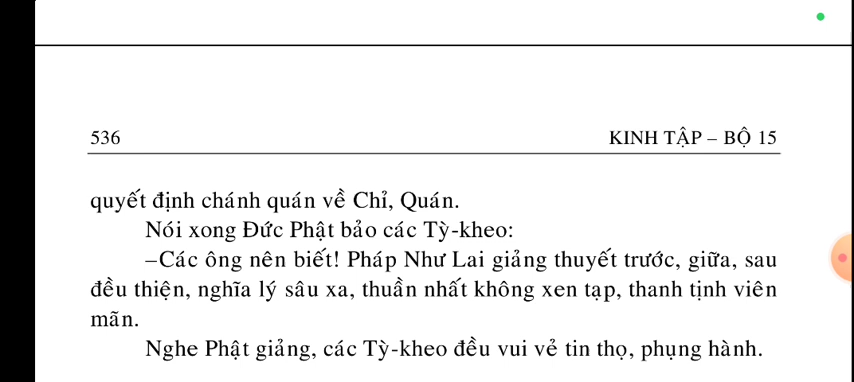 536
KINH TẬP – BỘ 15
quyết định chánh quán về Chỉ, Quán.
Nói xong Đức Phật bảo các Tỳ-kheo:
–Các ông nên biết! Pháp Như Lai giảng thuyết trước, giữa, sau
đều thiện, nghĩa lý sâu xa, thuần nhất không xen tạp, thanh tịnh viên
mãn.
Nghe Phật giảng, các Tỳ-kheo đều vui vẻ tin thọ, phụng hành.